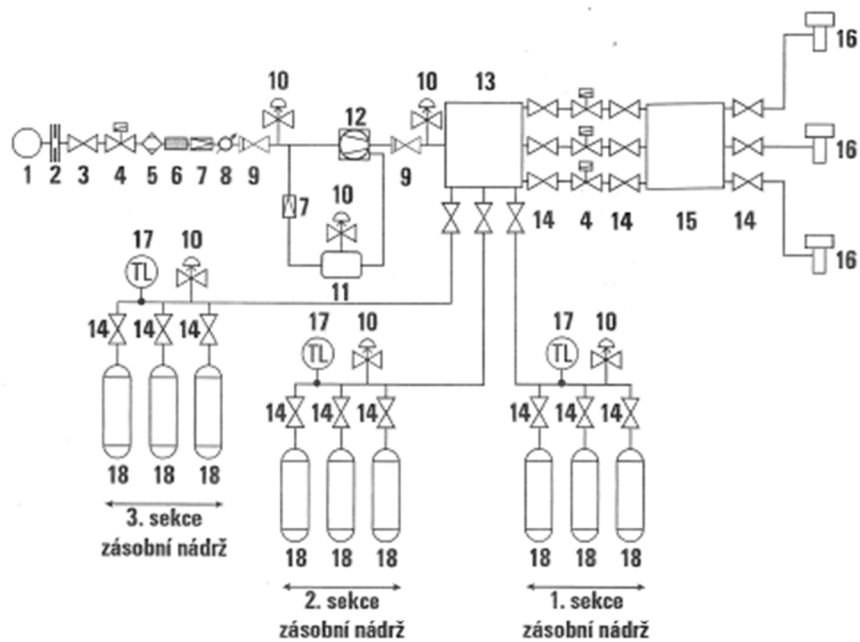 16
10 10 13
12
1 2 3 4 5 6 7 8 9 9
16
7 10 14 4 14 15 14
17 10 11 16
TL
14 14 14
17 10 17 10
TL TL
14 14 14 14 14 14
18 18 18
3. sekce
zásobní nádrž
18 18 18 18 18 18
2. sekce 1. sekce
zásobní nádrž zásobní nádrž